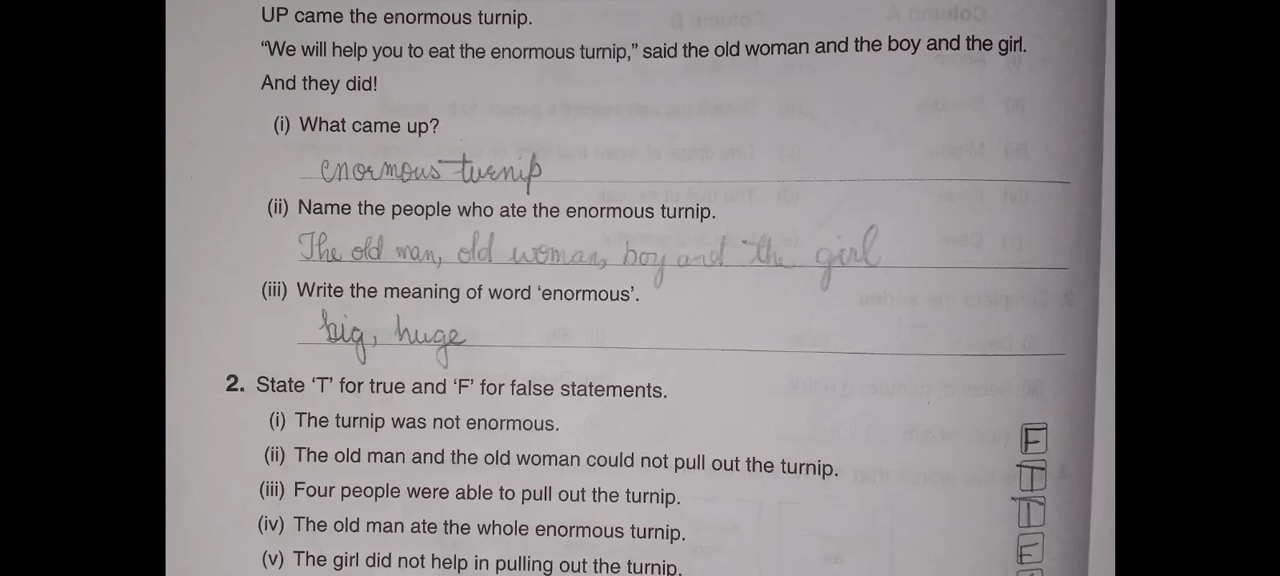 UP came the enormous turnip.
“We will help you to eat the enormous turnip,” said the old woman and the boy and the girl.
And they did!
(i) What came up?
enormous turnip
(ii) Name the people who ate the enormous turnip.
The old man, old woman, boy and the girl
(iii) Write the meaning of word ‘enormous’.
big, huge
2. State ‘T’ for true and ‘F’ for false statements.
(i) The turnip was not enormous. F
(ii) The old man and the old woman could not pull out the turnip. T
(iii) Four people were able to pull out the turnip. T
(iv) The old man ate the whole enormous turnip. F
(v) The girl did not help in pulling out the turnip.